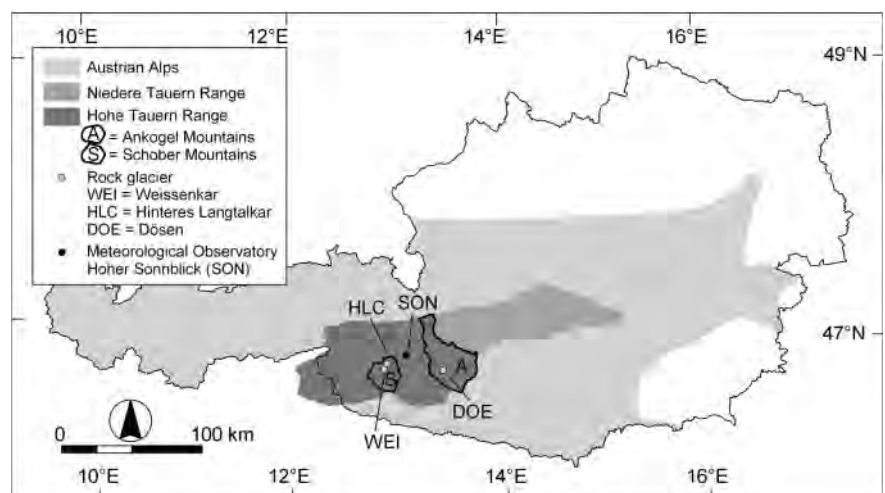 10°E 12°E 14°E 16°E
49°N
Austrian Alps
Niedere Tauern Range
Hohe Tauern Range
A = Ankogel Mountains
S = Schober Mountains
Rock glacier
WEI = Weissenkar
HLC = Hinteres Langtalkar
DOE = Dösen
Meteorological Observatory
Hoher Sonnblick (SON)
HLC SON
47°N
S A
DOE
WEI
0 100 km
10°E 12°E 14°E 16°E